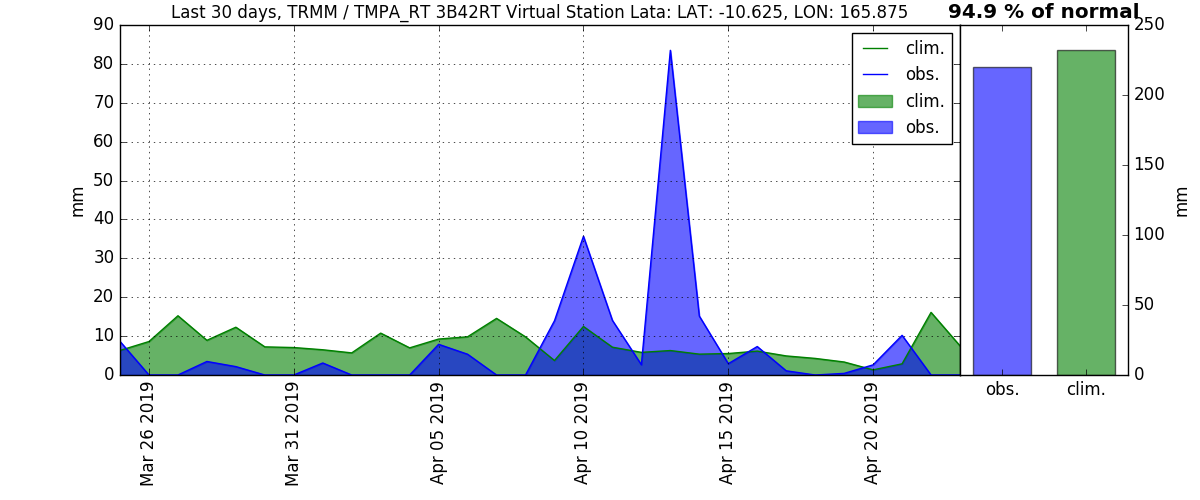 Last 30 days, TRMM / TMPA_RT 3B42RT Virtual Station Lata: LAT: -10.625, LON: 165.875
94.9 % of normal
90
80
70
60
50
40
30
20
10
0
mm
clim.
obs.
clim.
obs.
Mar 26 2019
Mar 31 2019
Apr 05 2019
Apr 10 2019
Apr 15 2019
Apr 20 2019
250
200
150
100
50
0
mm
obs.
clim.